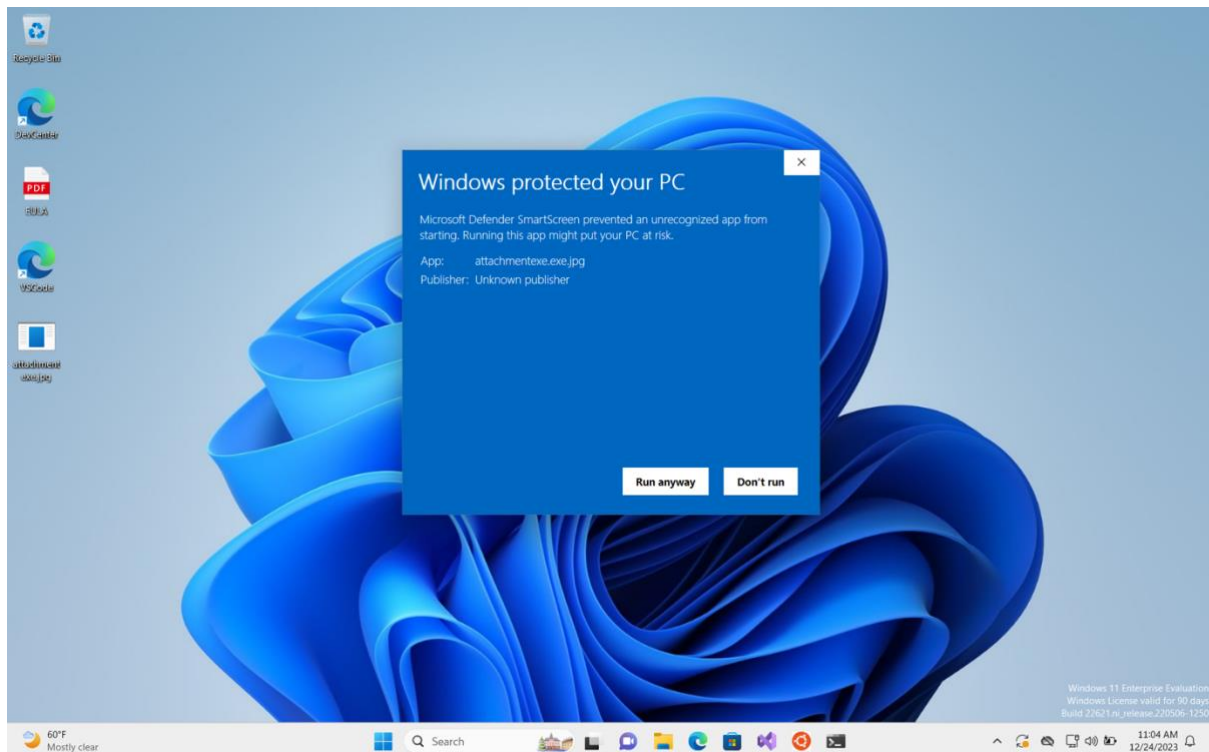 Recycle Bin
DevCenter
PDF
EULA
VSCode
attachment
exe.jpg
Windows protected your PC
Microsoft Defender SmartScreen prevented an unrecognized app from
starting. Running this app might put your PC at risk.
App: attachmentexe.exe.jpg
Publisher: Unknown publisher
Run anyway Don't run
Windows 11 Enterprise Evaluation
Windows License valid for 90 days
Build 22621.ni_release.220506-1250
60°F
Mostly clear
Search
11:04 AM
12/24/2023